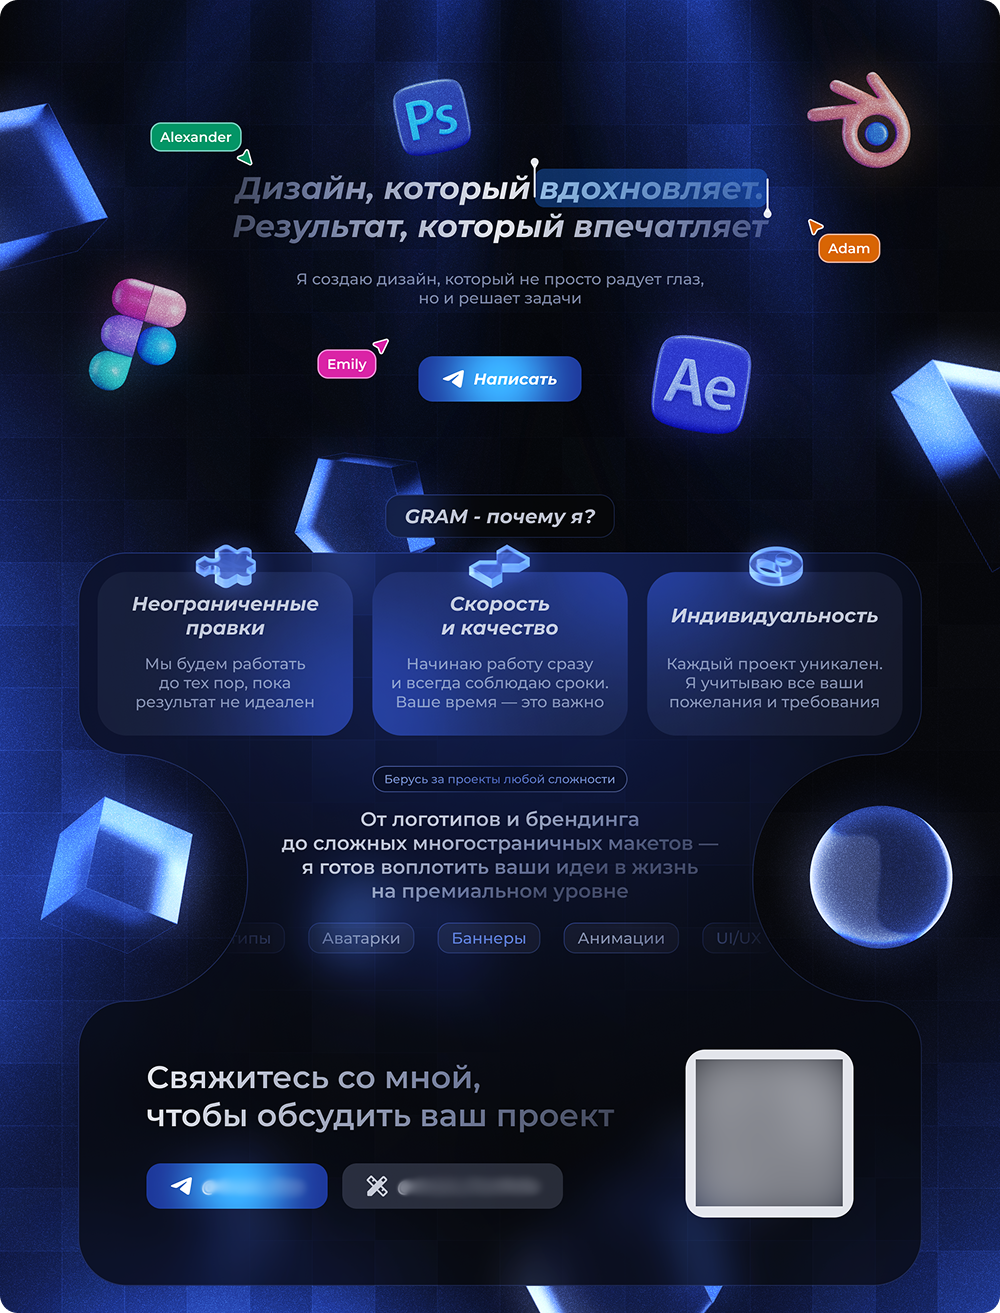 Ps
Alexander
Дизайн, который вдохновляет.
Результат, который впечатляет
Adam
Я создаю дизайн, который не просто радует глаз,
но и решает задачи
Emily
Написать
Ae
GRAM - почему я?
Неограниченные
правки
Мы будем работать
до тех пор, пока
результат не идеален
Скорость
и качество
Начинаю работу сразу
и всегда соблюдаю сроки.
Ваше время — это важно
Индивидуальность
Каждый проект уникален.
Я учитываю все ваши
пожелания и требования
Берусь за проекты любой сложности
От логотипов и брендинга
до сложных многостраничных макетов —
я готов воплотить ваши идеи в жизнь
на премиальном уровне
типы
Аватарки
Баннеры
Анимации
UI/UX
Свяжитесь со мной,
чтобы обсудить ваш проект